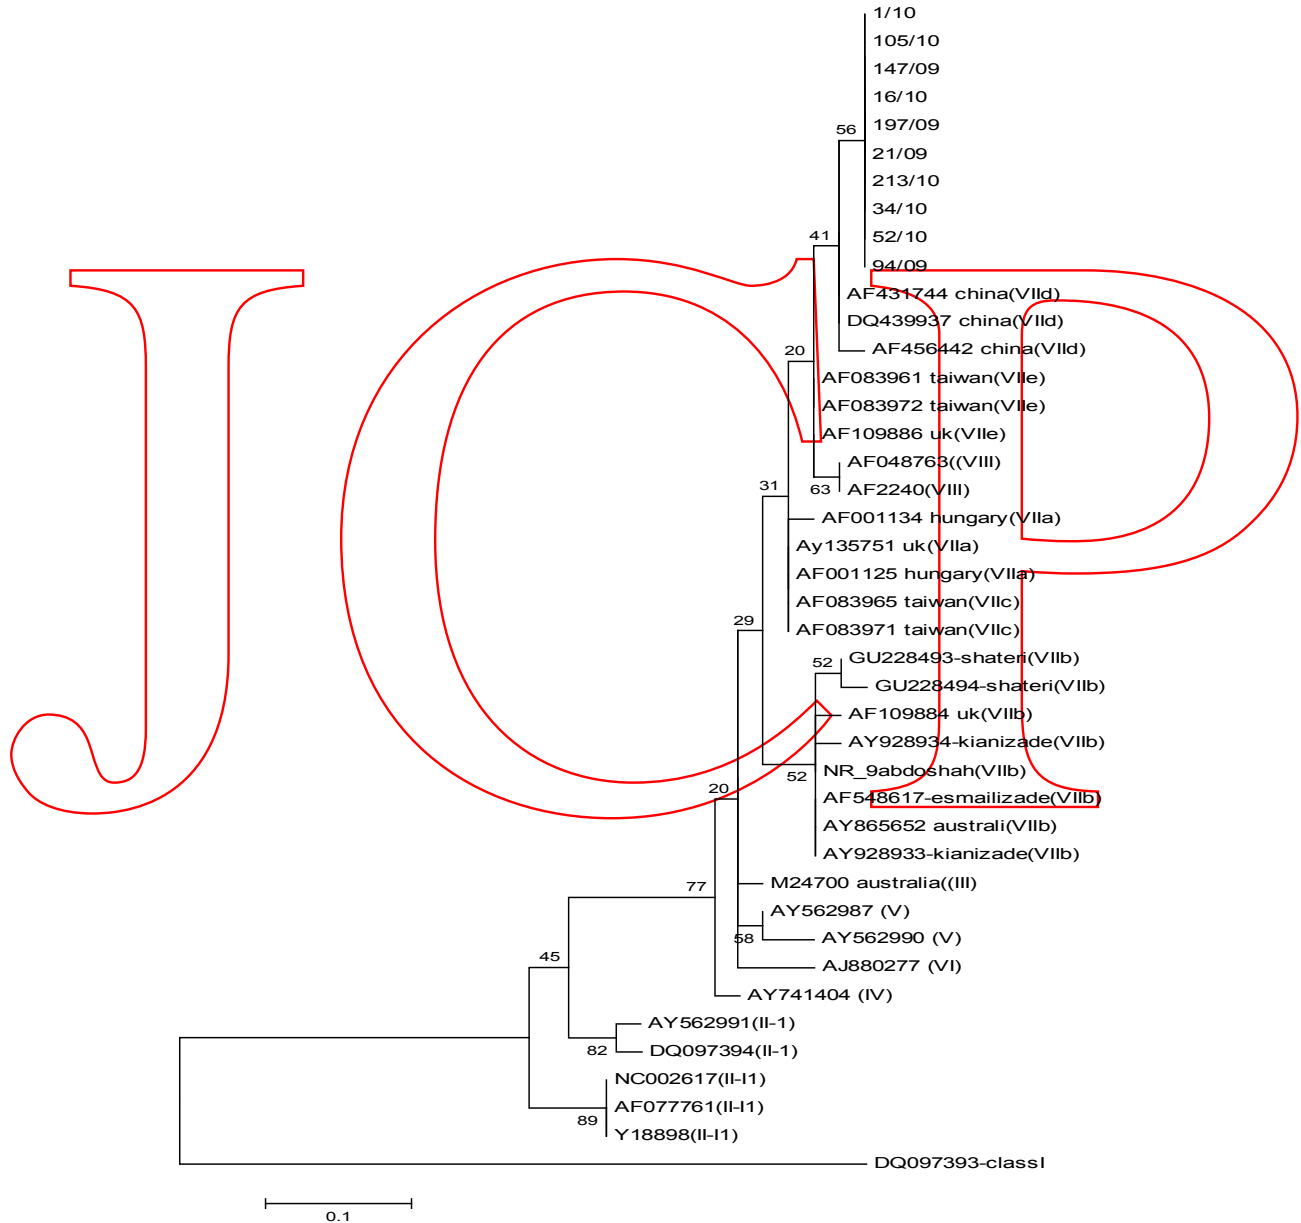 1/10
105/10
147/09
16/10
197/09
56
21/09
213/10
34/10
41
52/10
94/09
JCP
AF431744 china(VIId)
DQ439937 china(VIId)
20
AF456442 china(VIId)
AF083961 taiwan(VIIe)
AF083972 taiwan(VIIe)
AF109886 uk(VIIe)
AF048763((VIII)
63
AF2240(VIII)
31
AF001134 hungary(VIIa)
Ay135751 uk(VIIa)
AF001125 hungary(VIIa)
AF083965 taiwan(VIIc)
29
AF083971 taiwan(VIIc)
52
GU228493-shateri(VIIb)
GU228494-shateri(VIIb)
AF109884 uk(VIIb)
AY928934-kianizade(VIIb)
52
NR_9abdoshah(VIIb)
20
AF548617-esmailizade(VIIb)
AY865652 australi(VIIb)
AY928933-kianizade(VIIb)
77
M24700 australia((III)
AY562987 (V)
58
AY562990 (V)
45
AJ880277 (VI)
AY741404 (IV)
AY562991(II-1)
82
DQ097394(II-1)
NC002617(II-I1)
AF077761(II-I1)
89
Y18898(II-I1)
DQ097393-classI
0.1